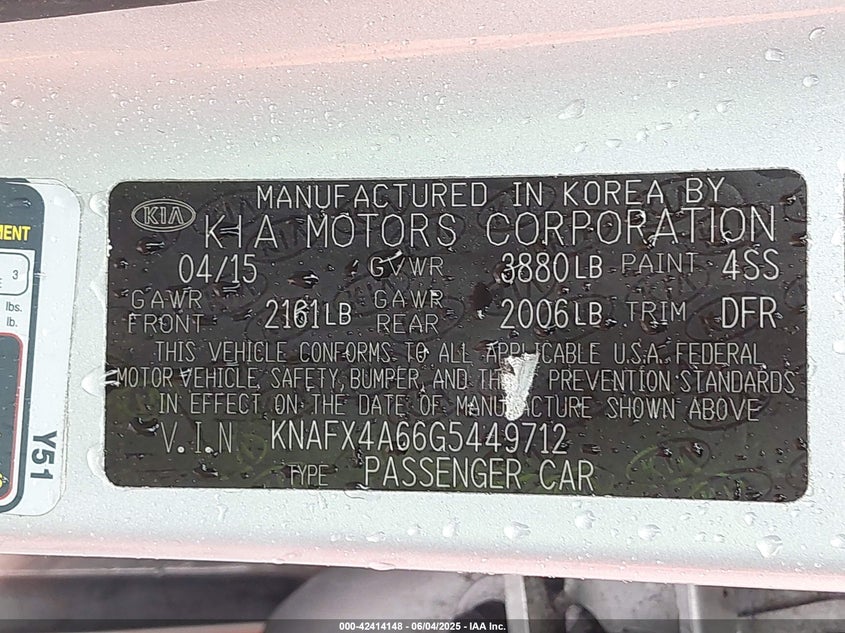 MANUFACTURED IN KOREA BY
KIA KIA MOTORS CORPORATION
04/15 GVWR 3880LB PAINT 4SS
GAWR FRONT 2161LB GAWR REAR 2006LB TRIM DFR
THIS VEHICLE CONFORMS TO ALL APPLICABLE U.S.A. FEDERAL
MOTOR VEHICLE, SAFETY, BUMPER, AND PREVENTION STANDARDS
IN EFFECT ON THE DATE OF MANUFACTURE SHOWN ABOVE
V.I.N KNAFX4A66G5449712
TYPE PASSENGER CAR
MENT
3
lbs.
lb.
Y51
000-42414148 - 06/04/2025 - IAA Inc.